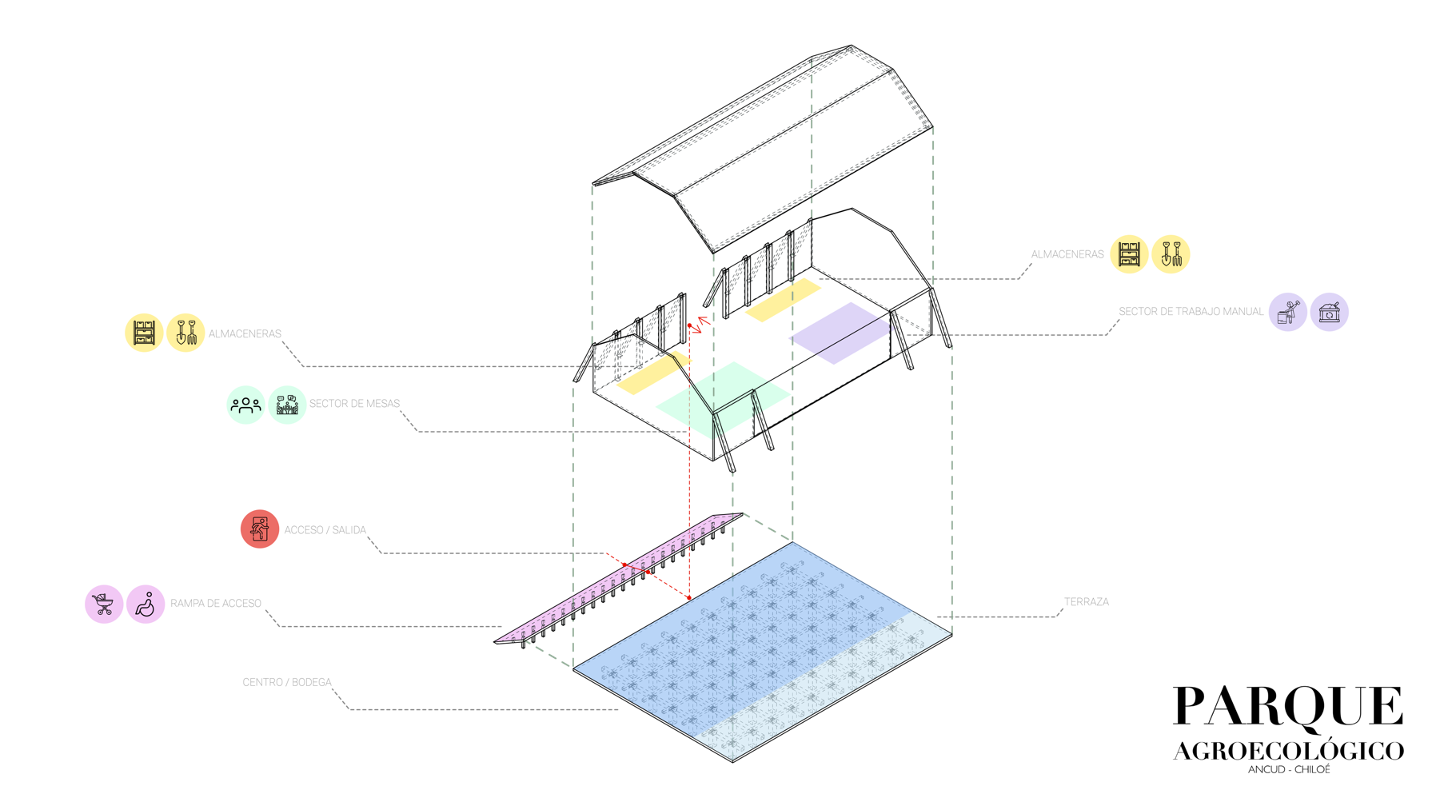 ALMACENERAS
SECTOR DE TRABAJO MANUAL
ALMACENERAS
SECTOR DE MESAS
ACCESO / SALIDA
RAMPA DE ACCESO
TERRAZA
CENTRO / BODEGA
PARQUE
AGROECOLÓGICO
ANCUD - CHILOÉ